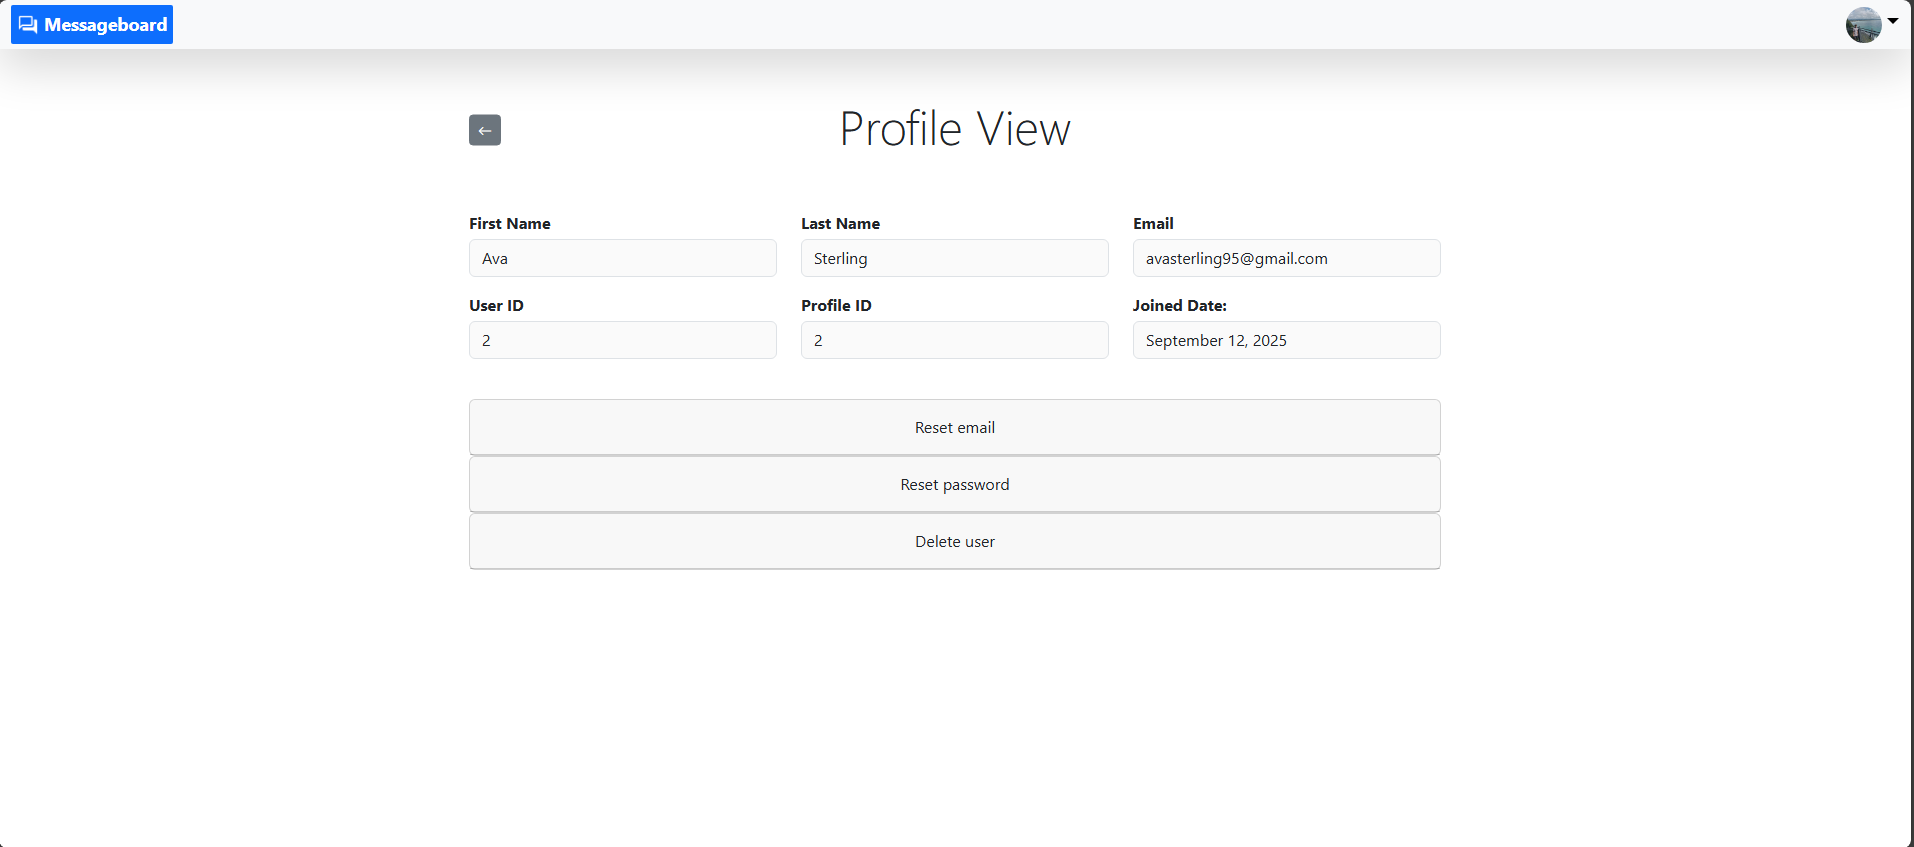 Messageboard
Profile View
First Name Last Name Email
Ava Sterling avasterling95@gmail.com
User ID Profile ID Joined Date:
2 2 September 12, 2025
Reset email
Reset password
Delete user